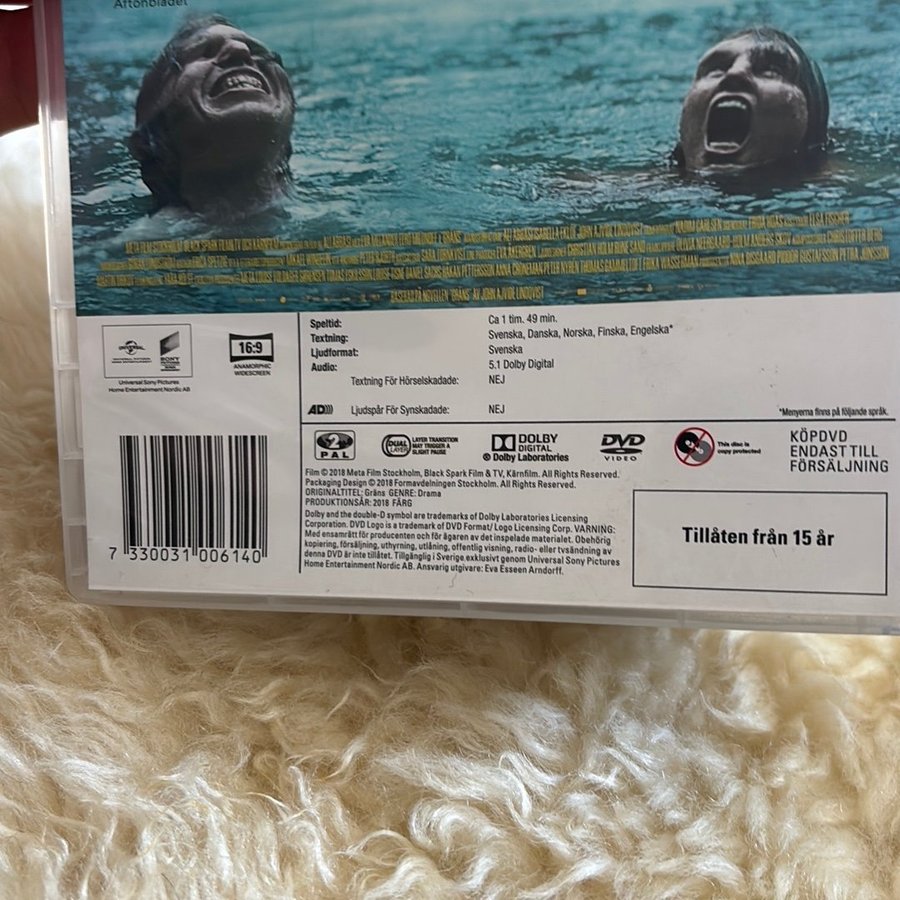 Aftonbladet
BASERAD PÅ NOVELLEN "GRÄNS" AV JOHN AJVIDE LINDQVIST
UNIVERSAL
SONY
Universal Sony Pictures
Home Entertainment Nordic AB
16:9
ANAMORPHIC
WIDESCREEN
Speltid: Ca 1 tim. 49 min.
Textning: Svenska, Danska, Norska, Finska, Engelska*
Ljudformat: Svenska
Audio: 5.1 Dolby Digital
Textning För Hörselskadade: NEJ
AD))) Ljudspår För Synskadade: NEJ
*Menyerna finns på följande språk.
2
PAL
DUAL LAYER
LAYER TRANSITION
MAY TRIGGER A
SLIGHT PAUSE
DOLBY
DIGITAL
® Dolby Laboratories
DVD
VIDEO
This disc is
copy protected
KÖPDVD
ENDAST TILL
FÖRSÄLJNING
Film © 2018 Meta Film Stockholm, Black Spark Film & TV, Kärnfilm. All Rights Reserved.
Packaging Design © 2018 Formavdelningen Stockholm. All Rights Reserved.
ORIGINALTITEL: Gräns GENRE: Drama
PRODUKTIONSÅR: 2018 FÄRG
Dolby and the double-D symbol are trademarks of Dolby Laboratories Licensing
Corporation. DVD Logo is a trademark of DVD Format/ Logo Licensing Corp. VARNING:
Med ensamrätt för producenten och för ägaren av det inspelade materialet. Obehörig
kopiering, försäljning, uthyrning, utlåning, offentlig visning, radio- eller tvsändning av
denna DVD är inte tillåtet. Tillgänglig i Sverige exklusivt genom Universal Sony Pictures
Home Entertainment Nordic AB. Ansvarig utgivare: Eva Esseen Arndorff.
Tillåten från 15 år
7 330031 006140